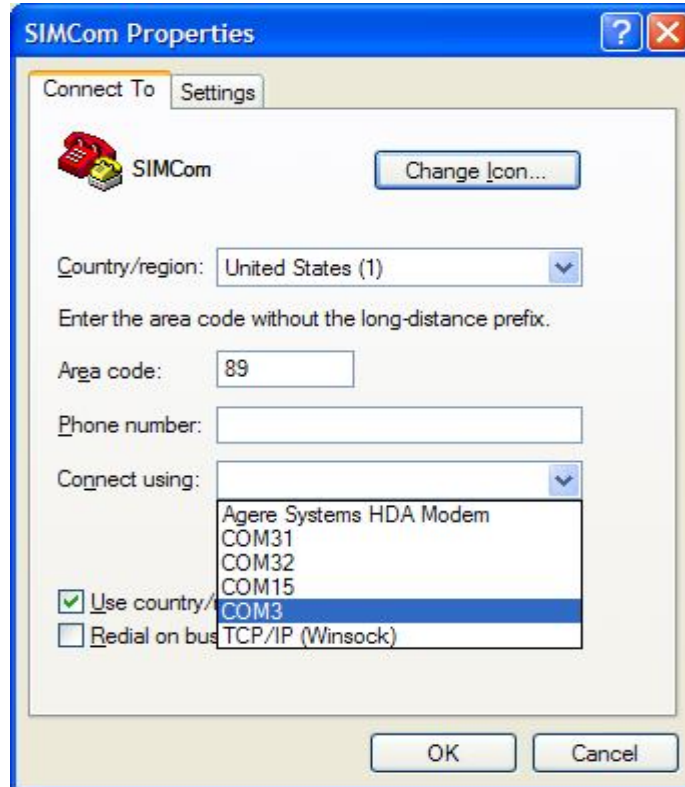 SIMCom Properties
Connect To Settings
SIMCom
Change Icon...
Country/region: United States (1)
Enter the area code without the long-distance prefix.
Area code: 89
Phone number:
Connect using:
Agere Systems HDA Modem
COM31
COM32
COM15
Use country/
COM3
Redial on bus
TCP/IP (Winsock)
OK Cancel